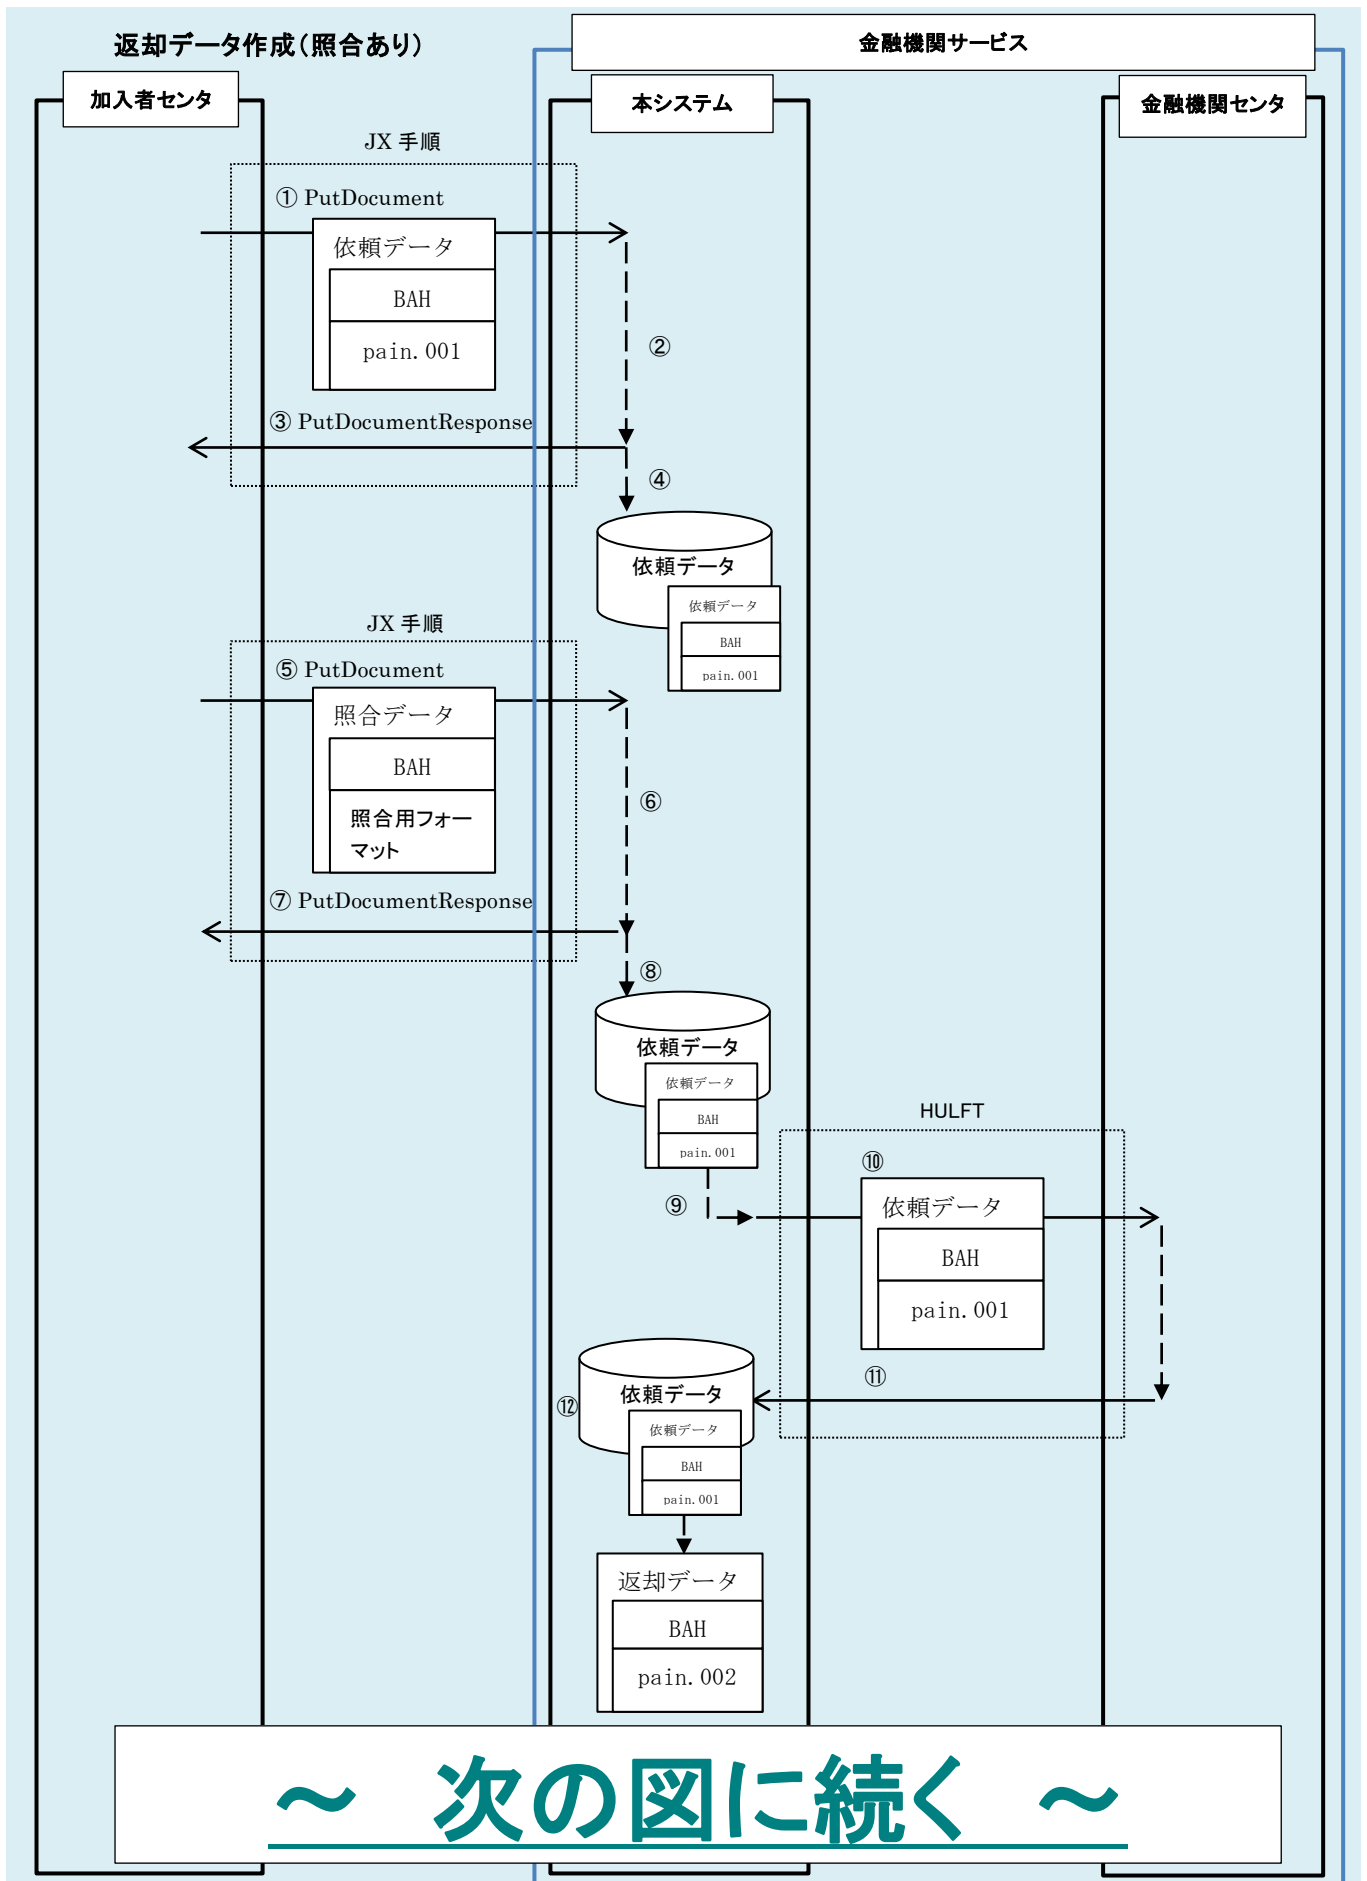 返却データ作成（照合あり）
金融機関サービス
加入者センタ
本システム
金融機関センタ
JX 手順
① PutDocument
依頼データ
BAH
pain.001
②
③ PutDocumentResponse
④
依頼データ
依頼データ
BAH
pain.001
JX 手順
⑤ PutDocument
照合データ
BAH
照合用フォー
マット
⑥
⑦ PutDocumentResponse
⑧
依頼データ
依頼データ
BAH
pain.001
⑨
HULFT
⑩
依頼データ
BAH
pain.001
⑪
⑫
依頼データ
依頼データ
BAH
pain.001
返却データ
BAH
pain.002
～ 次の図に続く ～